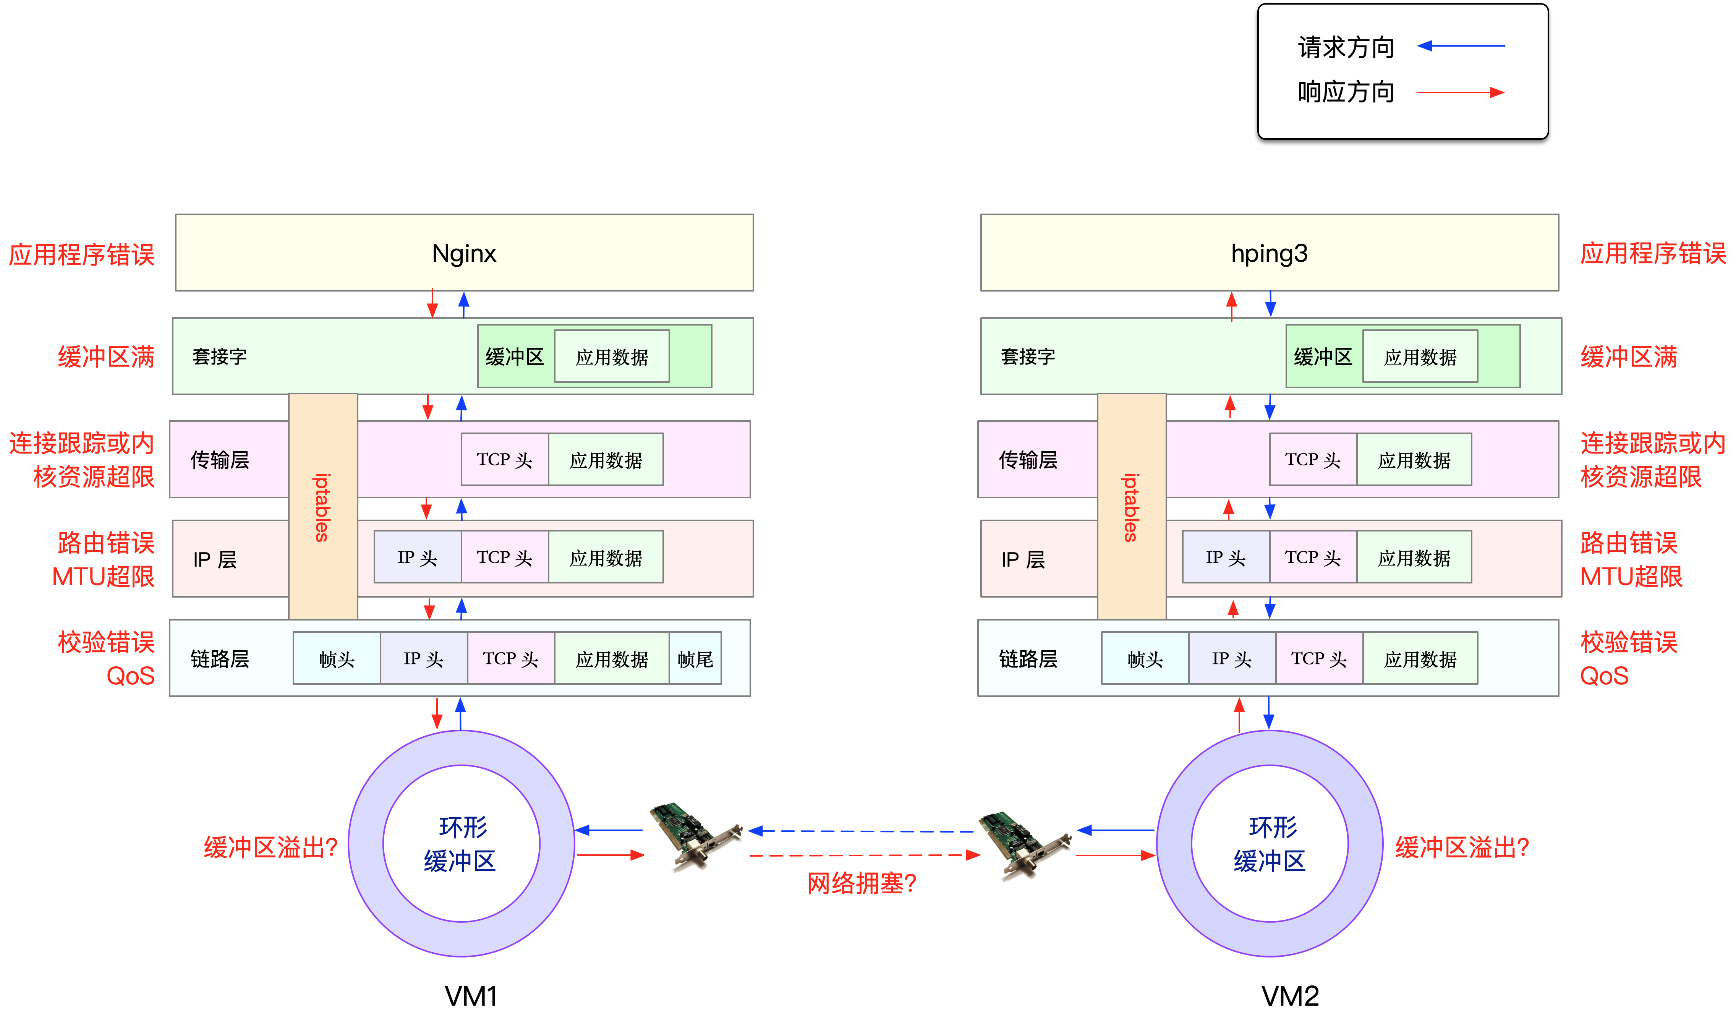 请求方向
响应方向
应用程序错误
Nginx
hping3
应用程序错误
缓冲区满
套接字
缓冲区
应用数据
套接字
缓冲区
应用数据
缓冲区满
连接跟踪或内
核资源超限
传输层
iptables
TCP 头
应用数据
传输层
iptables
TCP 头
应用数据
连接跟踪或内
核资源超限
路由错误
MTU超限
IP 层
IP 头
TCP 头
应用数据
IP 层
IP 头
TCP 头
应用数据
路由错误
MTU超限
校验错误
QoS
链路层
帧头
IP 头
TCP 头
应用数据
帧尾
链路层
帧头
IP 头
TCP 头
应用数据
校验错误
QoS
缓冲区溢出?
环形
缓冲区
网络拥塞?
环形
缓冲区
缓冲区溢出?
VM1
VM2